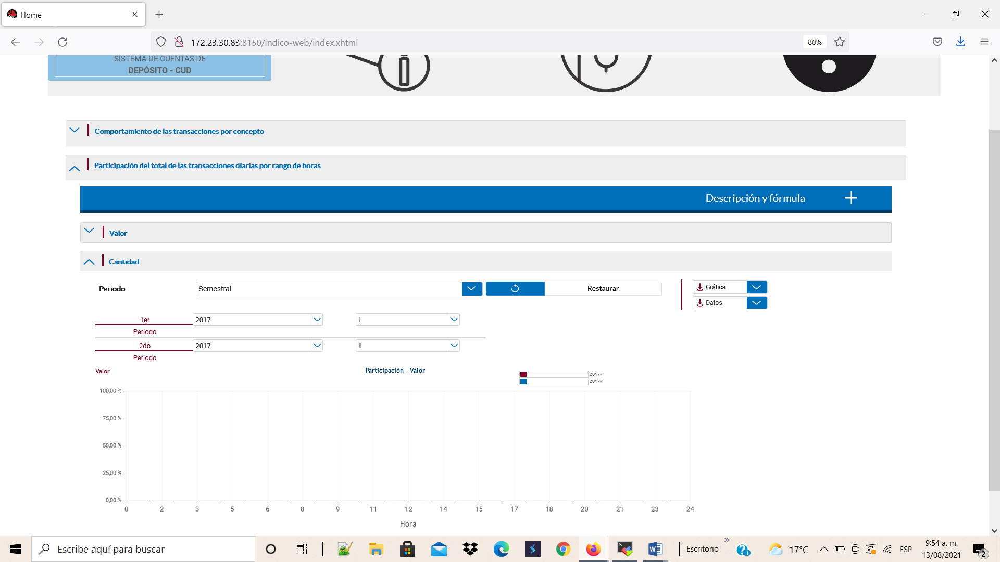 Home
172.23.30.83:8150/indico-web/index.xhtml
80%
SISTEMA DE CUENTAS DE
DEPÓSITO - CUD
Comportamiento de las transacciones por concepto
Participación del total de las transacciones diarias por rango de horas
Descripción y fórmula
Valor
Cantidad
Periodo
Semestral
Restaurar
Gráfica
Datos
1er
Periodo
2017
I
2do
Periodo
2017
II
Valor
Participación - Valor
2017-I
2017-II
100,00 %
75,00 %
50,00 %
25,00 %
0,00 %
0 2 3 5 6 8 9 11 12 14 15 17 18 20 21 23 24
Hora
Escribe aquí para buscar
Escritorio
17°C
ESP
9:54 a. m.
13/08/2021
2